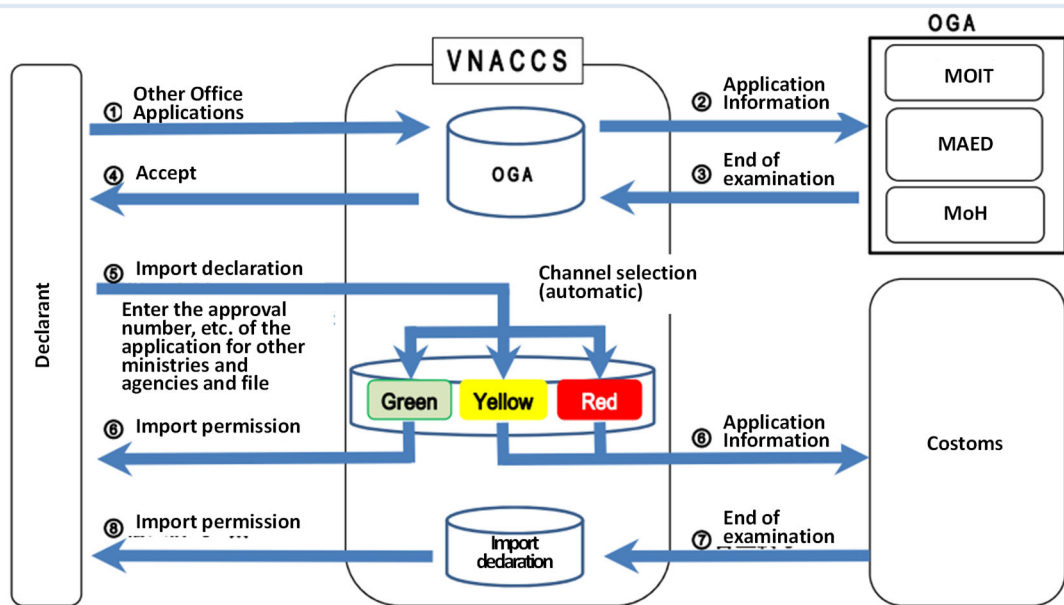 OGA
VNACCS
MOIT
MAED
MoH
Declarant
① Other Office
Applications
OGA
② Application
Information
③ End of
examination
④ Accept
⑤ Import declaration
Enter the approval
number, etc. of the
application for other
ministries and
agencies and file
Channel selection
(automatic)
Green
Yellow
Red
⑥ Import permission
⑥ Application
Information
Customs
⑧ Import permission
Import
dedaration
⑦ End of
examination